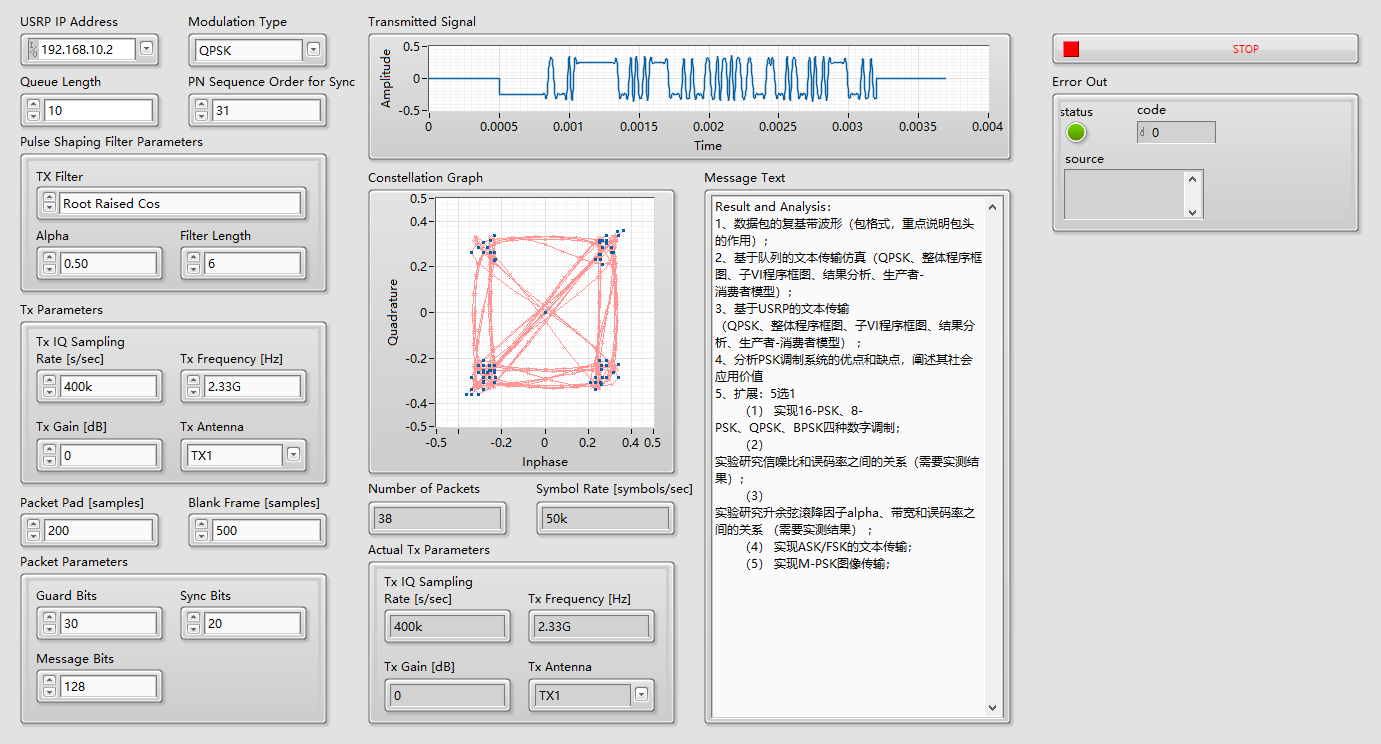 USRP IP Address
192.168.10.2
Modulation Type
QPSK
Queue Length
10
PN Sequence Order for Sync
31
Pulse Shaping Filter Parameters
TX Filter
Root Raised Cos
Alpha
0.50
Filter Length
6
Tx Parameters
Tx IQ Sampling
Rate [s/sec]
400k
Tx Frequency [Hz]
2.33G
Tx Gain [dB]
0
Tx Antenna
TX1
Packet Pad [samples]
200
Blank Frame [samples]
500
Packet Parameters
Guard Bits
30
Sync Bits
20
Message Bits
128
Transmitted Signal
Amplitude
0.5
0
-0.5
0 0.0005 0.001 0.0015 0.002 0.0025 0.003 0.0035 0.004
Time
Constellation Graph
Quadrature
0.5
0.4
0.2
0
-0.2
-0.4
-0.5
-0.5 -0.2 0 0.2 0.4 0.5
Inphase
Number of Packets
38
Symbol Rate [symbols/sec]
50k
Actual Tx Parameters
Tx IQ Sampling
Rate [s/sec]
400k
Tx Frequency [Hz]
2.33G
Tx Gain [dB]
0
Tx Antenna
TX1
Message Text
Result and Analysis:
1、数据包的复基带波形（包格式，重点说明包头
的作用）;
2、基于队列的文本传输仿真（QPSK、整体程序框
图、子VI程序框图、结果分析、生产者-
消费者模型）;
3、基于USRP的文本传输
（QPSK、整体程序框图、子VI程序框图、结果分
析、生产者-消费者模型） ;
4、分析PSK调制系统的优点和缺点，阐述其社会
应用价值
5、扩展：5选1
（1） 实现16-PSK、8-
PSK、QPSK、BPSK四种数字调制;
（2）
实验研究信噪比和误码率之间的关系（需要实测结
果）;
（3）
实验研究升余弦滚降因子alpha、带宽和误码率之
间的关系 （需要实测结果） ;
（4） 实现ASK/FSK的文本传输;
（5） 实现M-PSK图像传输;
STOP
Error Out
status
code
d 0
source